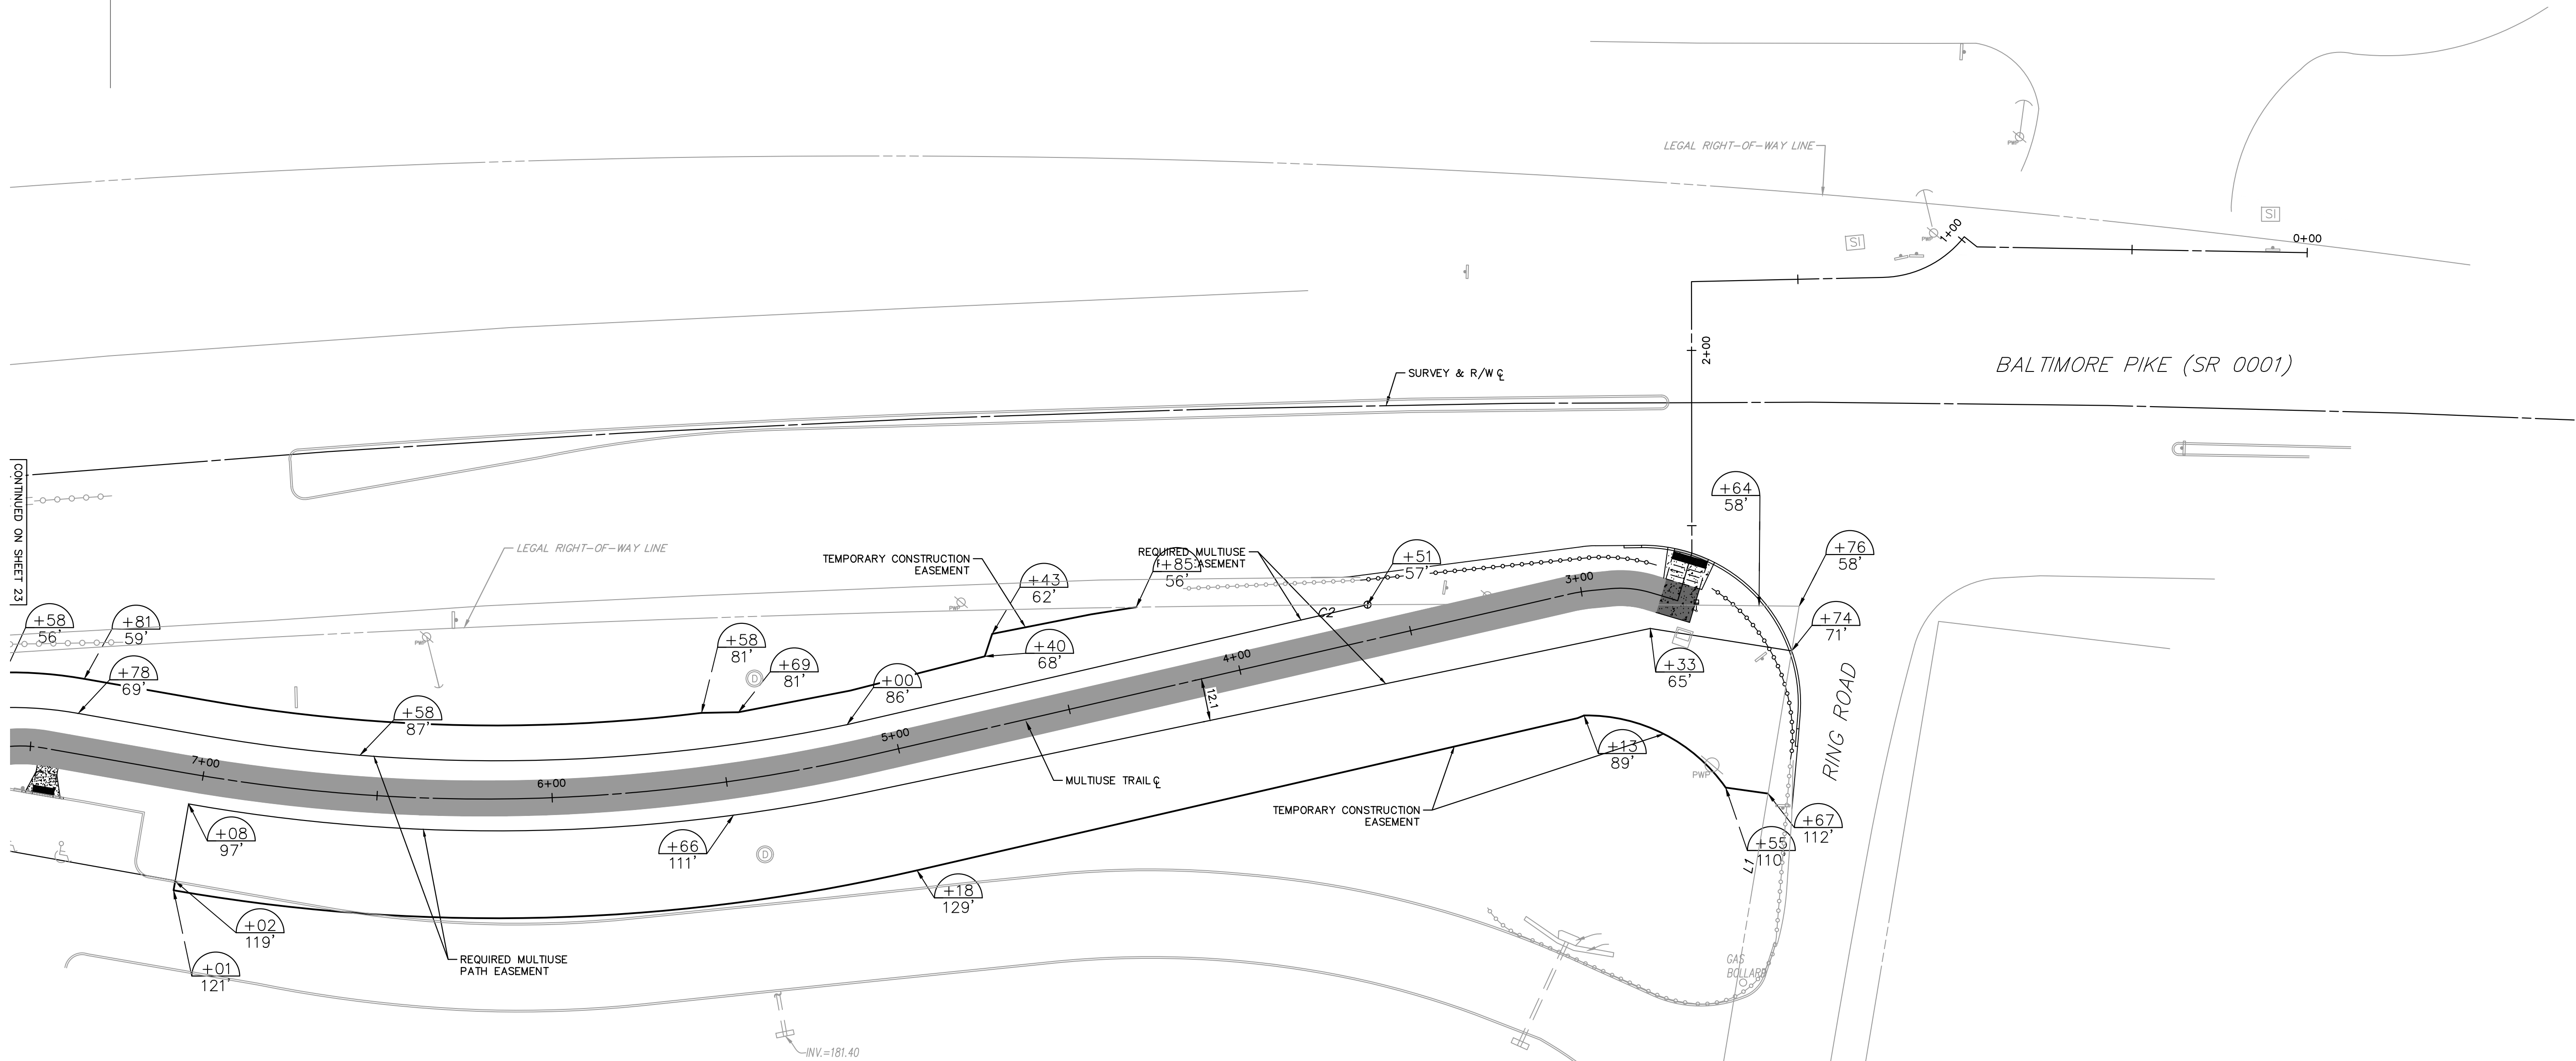 LEGAL RIGHT-OF-WAY LINE
PWP
PWP
SI
SI
1+00
0+00
2+00
BALTIMORE PIKE (SR 0001)
SURVEY & R/W ℄
CONTINUED ON SHEET 23
LEGAL RIGHT-OF-WAY LINE
TEMPORARY CONSTRUCTION
EASEMENT
REQUIRED MULTIUSE
EASEMENT
+64
58'
+76
58'
+51
57'
+85
56'
+43
62'
+40
68'
C2
3+00
+74
71'
+33
65'
+58
56'
+81
59'
+78
69'
PWP
PWP
+58
81'
+69
81'
D
+00
86'
+58
87'
4+00
12.1
5+00
6+00
7+00
MULTIUSE TRAIL ℄
RING ROAD
+13
89'
PWP
TEMPORARY CONSTRUCTION
EASEMENT
+67
112'
+55
110'
L1
+08
97'
+66
111'
D
+18
129'
+02
119'
+01
121'
REQUIRED MULTIUSE
PATH EASEMENT
GAS
BOLLARD
INV.=181.40